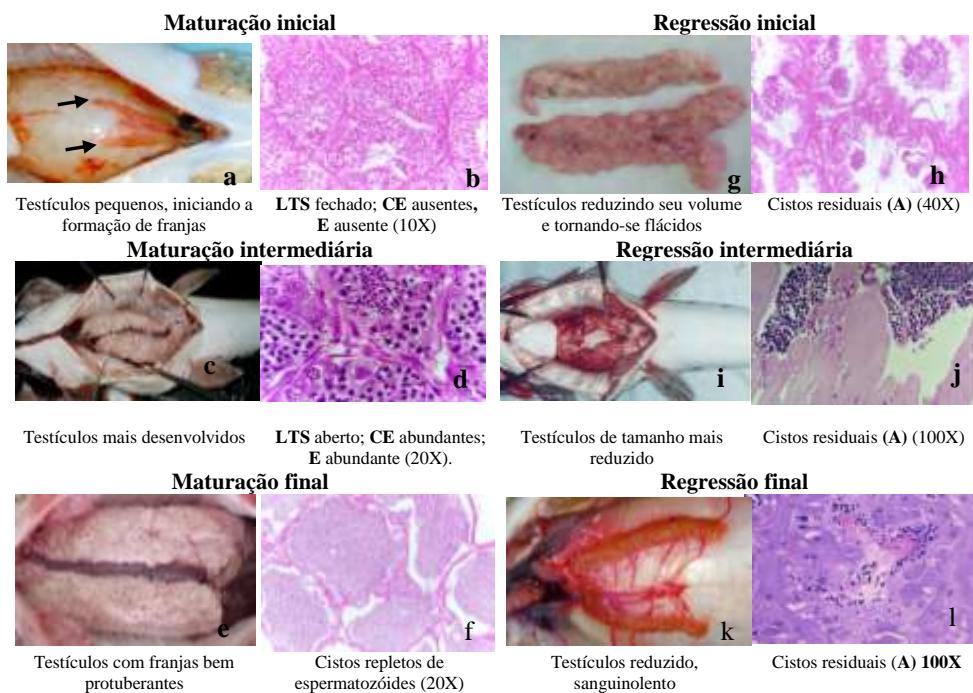 Maturação inicial
Regressão inicial
a
b
g
h
Testículos pequenos, iniciando a
formação de franjas
LTS fechado; CE ausentes,
E ausente (10X)
Testículos reduzindo seu volume
e tornando-se flácidos
Cistos residuais (A) (40X)
Maturação intermediária
Regressão intermediária
c
d
i
j
Testículos mais desenvolvidos
LTS aberto; CE abundantes;
E abundante (20X).
Testículos de tamanho mais
reduzido
Cistos residuais (A) (100X)
Maturação final
Regressão final
e
f
k
l
Testículos com franjas bem
protuberantes
Cistos repletos de
espermatozóides (20X)
Testículos reduzido,
sanguinolento
Cistos residuais (A) 100X